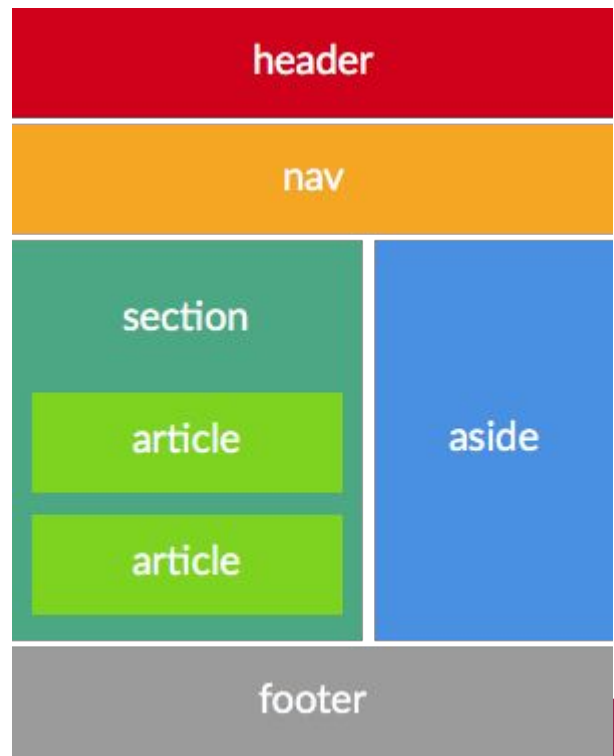 header
nav
section
article
article
aside
footer